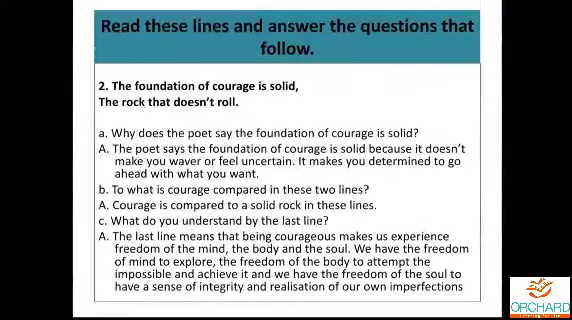 Read these lines and answer the questions that
follow.
2. The foundation of courage is solid,
The rock that doesn't roll.
a. Why does the poet say the foundation of courage is solid?
A. The poet says the foundation of courage is solid because it doesn't
make you waver or feel uncertain. It makes you determined to go
ahead with what you want.
b. To what is courage compared in these two lines?
A. Courage is compared to a solid rock in these lines.
c. What do you understand by the last line?
A. The last line means that being courageous makes us experience
freedom of the mind, the body and the soul. We have the freedom
of mind to explore, the freedom of the body to attempt the
impossible and achieve it and we have the freedom of the soul to
have a sense of integrity and realisation of our own imperfections
ORCHARD